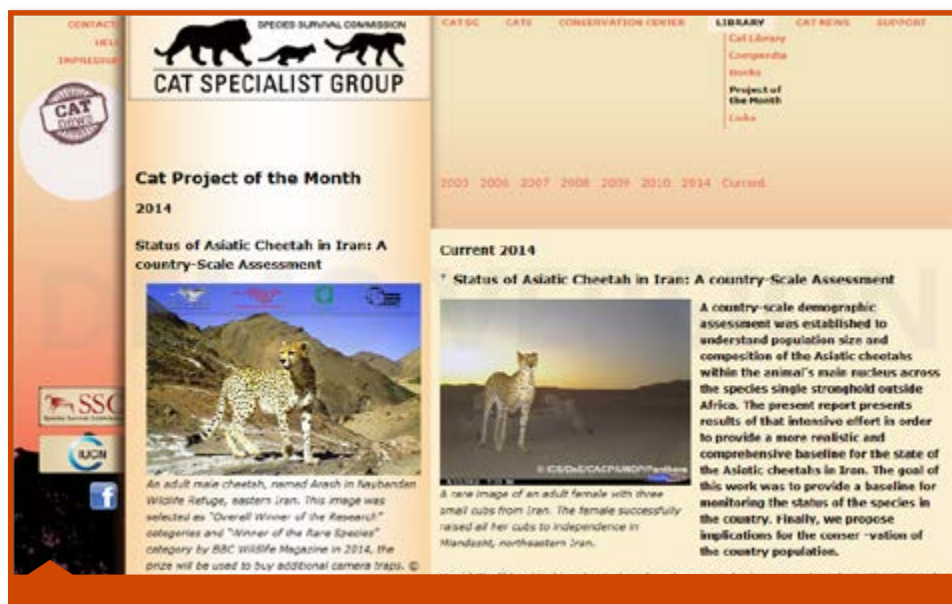 CONTACT
HELP
IMPRESSUM
CAT
news
SSC
IUCN
SPECIES SURVIVAL COMMISSION
CAT SPECIALIST GROUP
CAT SG
CATS
CONSERVATION CENTER
LIBRARY
CAT NEWS
SUPPORT
Cat Library
Compendia
Books
Project of
the Month
Links
2005 2006 2007 2008 2009 2010 2014 Current
Cat Project of the Month
2014
Status of Asiatic Cheetah in Iran: A
country-Scale Assessment
An adult male cheetah, named Arash in Naybandan
Wildlife Refuge, eastern Iran. This image was
selected as "Overall Winner of the Research"
categories and "Winner of the Rare Species"
category by BBC Wildlife Magazine in 2014, the
prize will be used to buy additional camera traps. ©
Current 2014
Status of Asiatic Cheetah in Iran: A country-Scale Assessment
© ICS/DoE/CACP/UNDP/Panthera
A rare image of an adult female with three
small cubs from Iran. The female successfully
raised all her cubs to independence in
Miandasht, northeastern Iran.
A country-scale demographic
assessment was established to
understand population size and
composition of the Asiatic cheetahs
within the animal's main nucleus across
the species single stronghold outside
Africa. The present report presents
results of that intensive effort in order
to provide a more realistic and
comprehensive baseline for the state of
the Asiatic cheetahs in Iran. The goal of
this work was to provide a baseline for
monitoring the status of the species in
the country. Finally, we propose
implications for the conser -vation of
the country population.